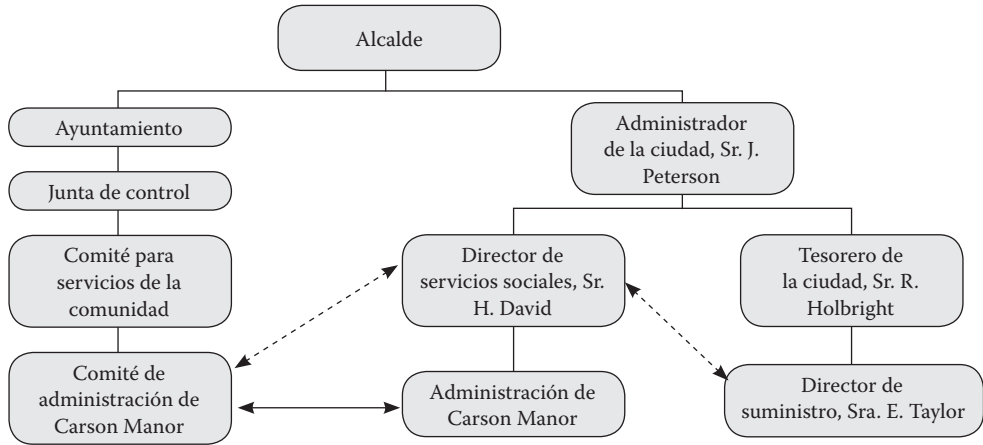 Alcalde
Ayuntamiento
Administrador
de la ciudad, Sr. J.
Peterson
Junta de control
Comité para
servicios de la
comunidad
Director de
servicios sociales, Sr.
H. David
Tesorero de
la ciudad, Sr. R.
Holbright
Comité de
administración de
Carson Manor
Administración de
Carson Manor
Director de
suministro, Sra. E. Taylor